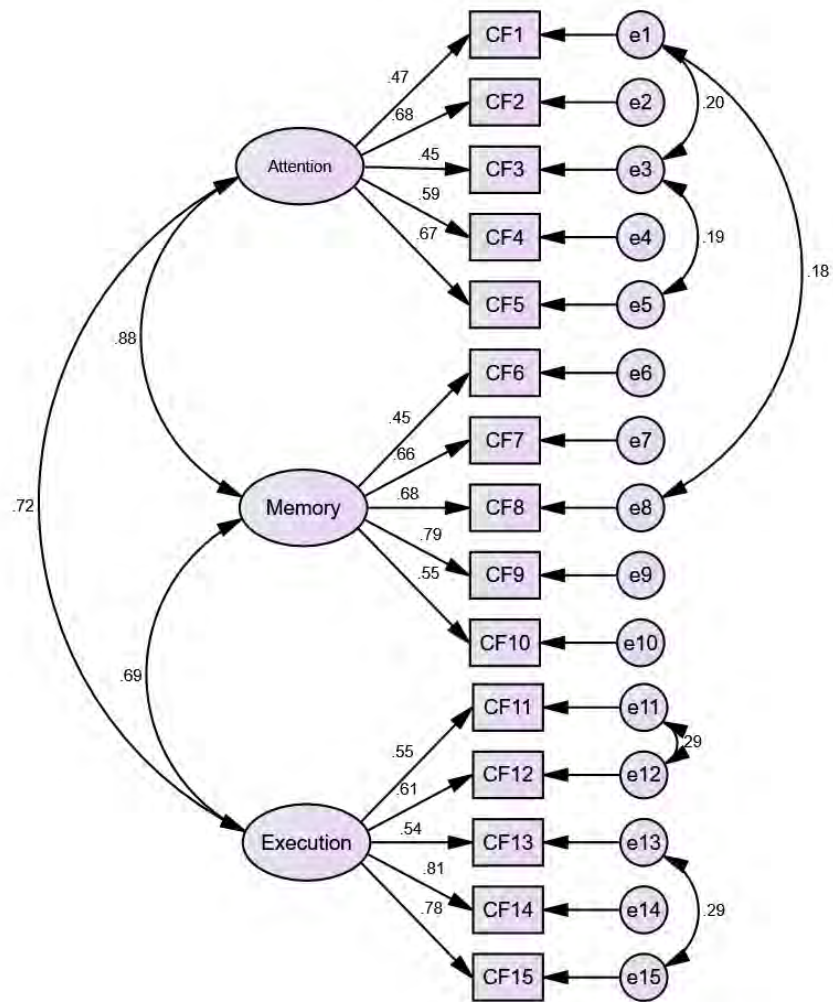 CF1
e1
.47
.20
CF2
e2
.68
Attention
.45
CF3
e3
.59
CF4
e4
.19
.67
.18
CF5
e5
.88
CF6
e6
.45
CF7
e7
.66
.72
Memory
.68
CF8
e8
.79
CF9
e9
.55
CF10
e10
.69
CF11
e11
.55
.29
CF12
e12
.61
Execution
.54
CF13
e13
.81
CF14
e14
.29
.78
CF15
e15